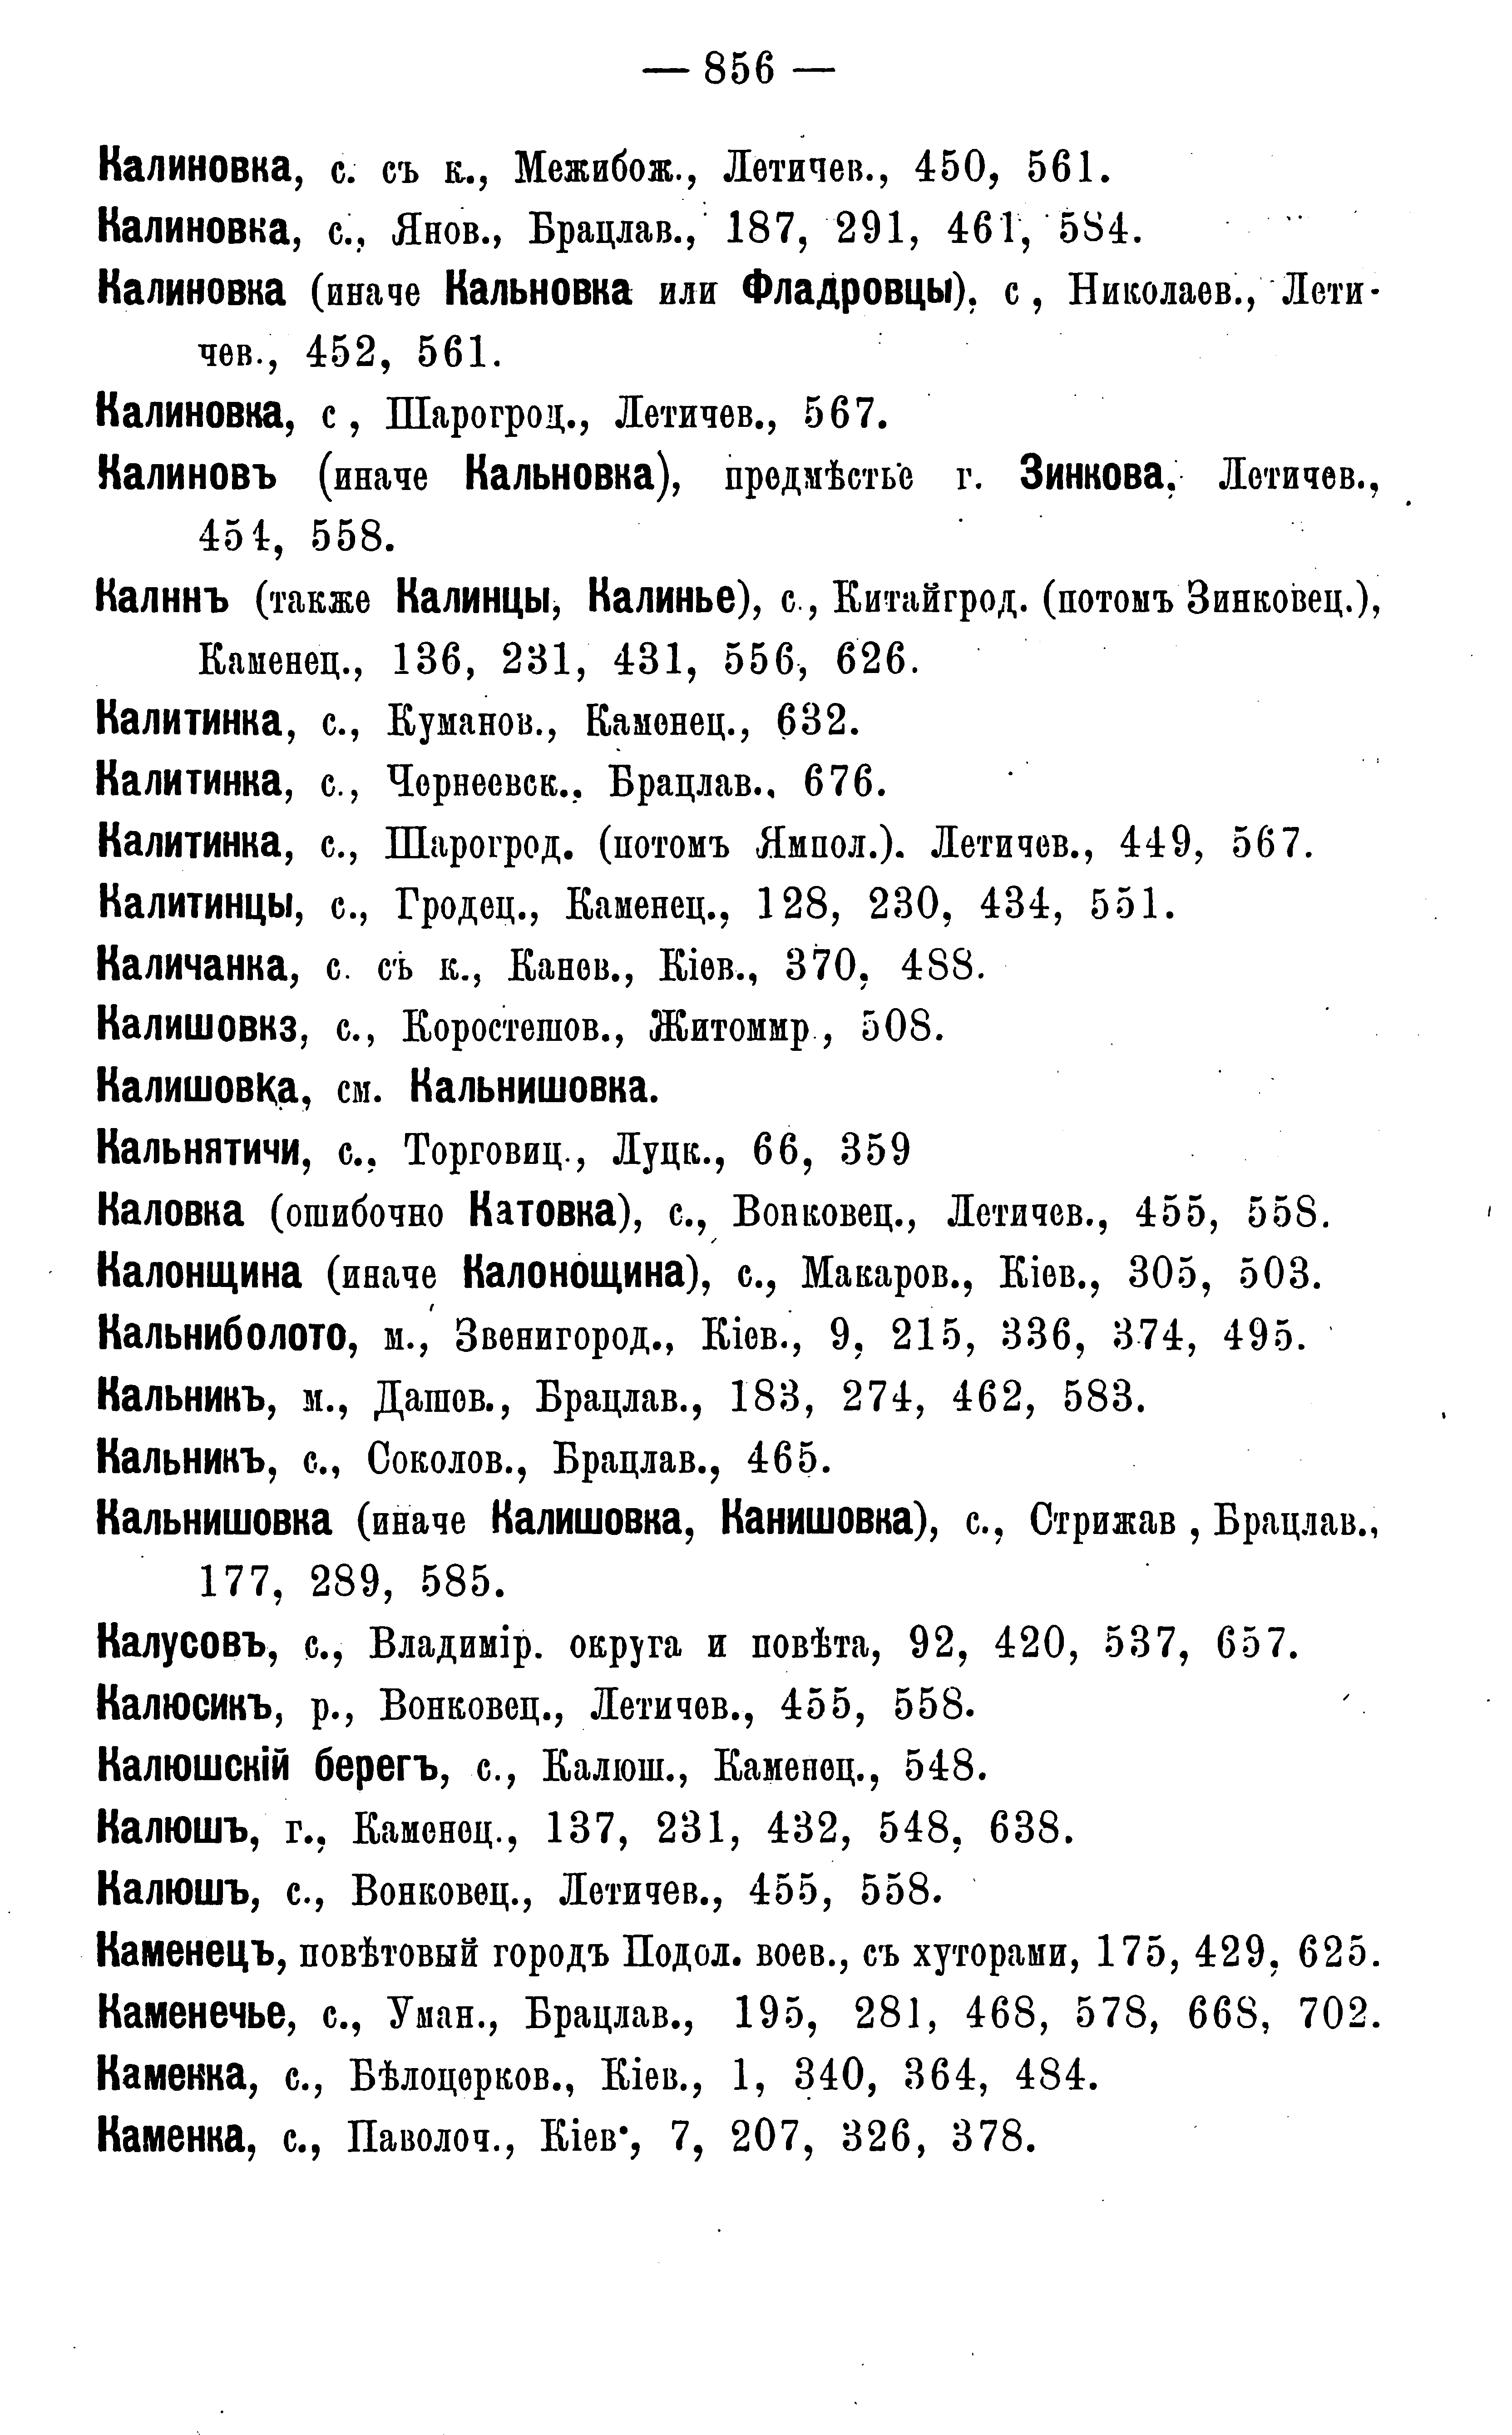 — 856 —
Калиновка, с. съ к., Межибож., Летичев., 450, 561.
Калиновка, с., Янов., Брацлав., 187, 291, 461, 584.
Калиновка (иначе Кальновка или Фладровцы), с , Николаев., Лети-
чев., 452, 561.
Калиновка, с , Шарогрод., Летичев., 567.
Калиновъ (иначе Кальновка), предмѣстье г. Зинкова, Летичев.,
454, 558.
Калннъ (также Калинцы, Калинье), с., Китайгрод. (потомъ Зинковец.),
Каменец., 136, 231, 431, 556, 626.
Калитинка, с., Куманов., Каменец., 632.
Калитинка, с., Чернеевск., Брацлав., 676.
Калитинка, с., Шарогрод. (потомъ Ямпол.). Летичев., 449, 567.
Калитинцы, с., Гродец., Каменец., 128, 230, 434, 551.
Каличанка, с. съ к., Канев., Кіев., 370, 488.
Калишовкз, с., Коростешов., Житоммр., 508.
Калишовка, см. Кальнишовка.
Кальнятичи, с., Торговиц., Луцк., 66, 359
Каловка (ошибочно Катовка), с., Вонковец., Летичев., 455, 558.
Калонщина (иначе Калонощина), с., Макаров., Кіев., 305, 503.
Кальниболото, м., Звенигород., Кіев., 9, 215, 336, 374, 495.
Кальникъ, м., Дашов., Брацлав., 183, 274, 462, 583.
Кальникъ, с., Соколов., Брацлав., 465.
Кальнишовка (иначе Калишовка, Канишовка), с., Стрижав , Брацлав.,
177, 289, 585.
Калусовъ, с., Владимір. округа и повѣта, 92, 420, 537, 657.
Калюсикъ, р., Вонковец., Летичев., 455, 558.
Калюшскій берегъ, с., Калюш., Каменец., 548.
Калюшъ, г., Каменец., 137, 231, 432, 548, 638.
Калюшъ, с., Вонковец., Летичев., 455, 558.
Каменецъ, повѣтовый городъ Подол. воев., съ хуторами, 175, 429, 625.
Каменечье, с., Уман., Брацлав., 195, 281, 468, 578, 668, 702.
Каменка, с., Бѣлоцерков., Кіев., 1, 340, 364, 484.
Каменка, с., Паволоч., Кіев., 7, 207, 326, 378.